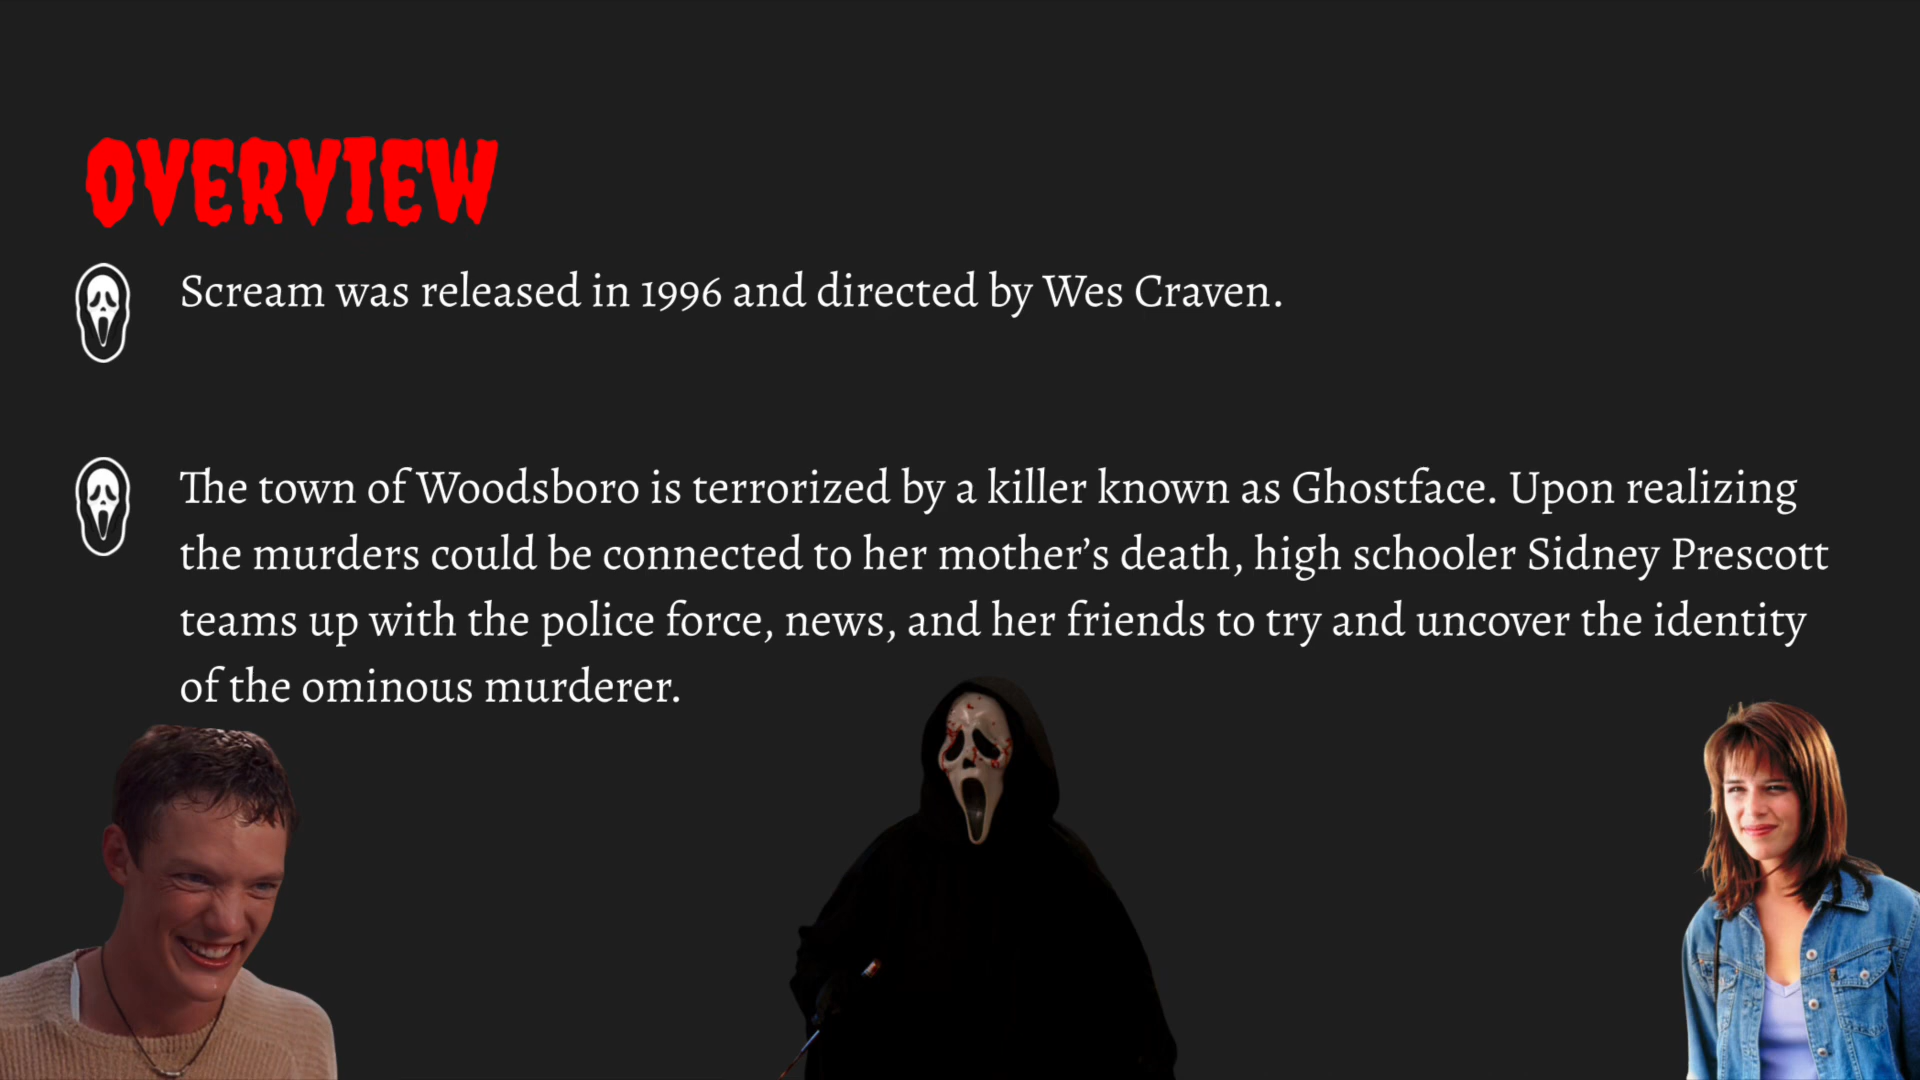 OVERVIEW
Scream was released in 1996 and directed by Wes Craven.
The town of Woodsboro is terrorized by a killer known as Ghostface. Upon realizing
the murders could be connected to her mother’s death, high schooler Sidney Prescott
teams up with the police force, news, and her friends to try and uncover the identity
of the ominous murderer.